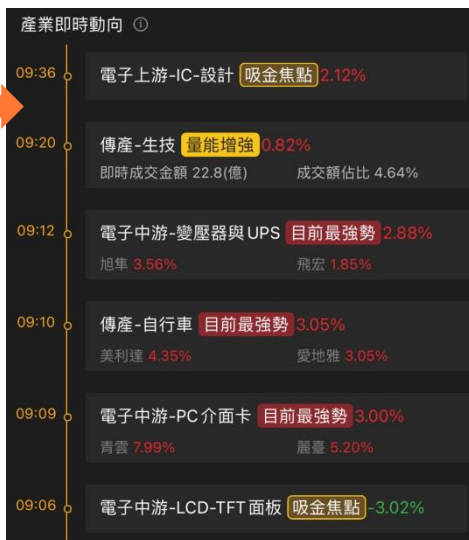 產業即時動向 ⓘ
09:36 電子上游-IC-設計 吸金焦點 2.12%
09:20 傳產-生技 量能增強 0.82%
即時成交金額 22.8(億) 成交額佔比 4.64%
09:12 電子中游-變壓器與UPS 目前最強勢 2.88%
旭隼 3.56% 飛宏 1.85%
09:10 傳產-自行車 目前最強勢 3.05%
美利達 4.35% 愛地雅 3.05%
09:09 電子中游-PC介面卡 目前最強勢 3.00%
青雲 7.99% 麗臺 5.20%
09:06 電子中游-LCD-TFT面板 吸金焦點 -3.02%